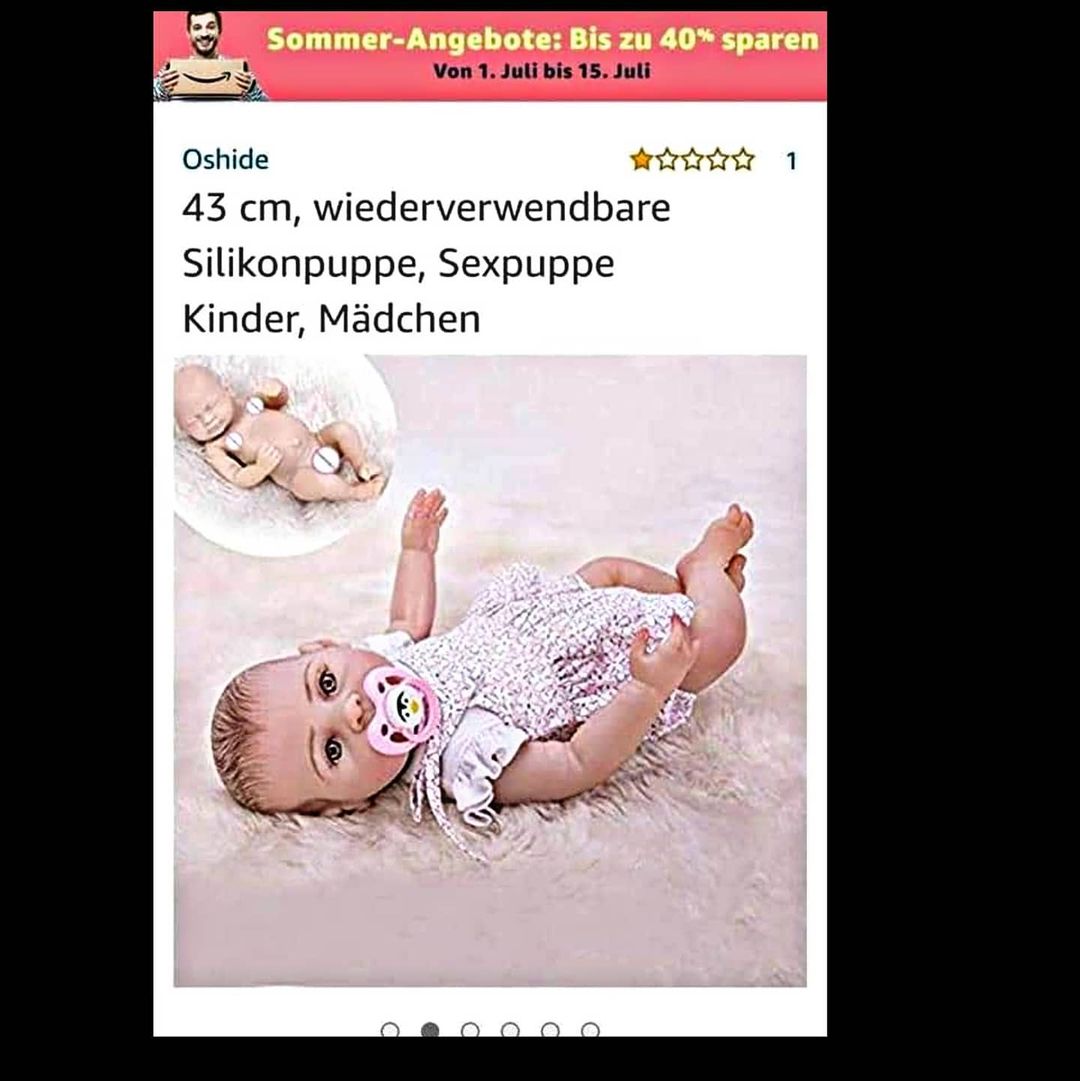 Sommer-Angebote: Bis zu 40% sparen
Von 1. Juli bis 15. Juli
Oshide 1
43 cm, wiederverwendbare
Silikonpuppe, Sexpuppe
Kinder, Mädchen